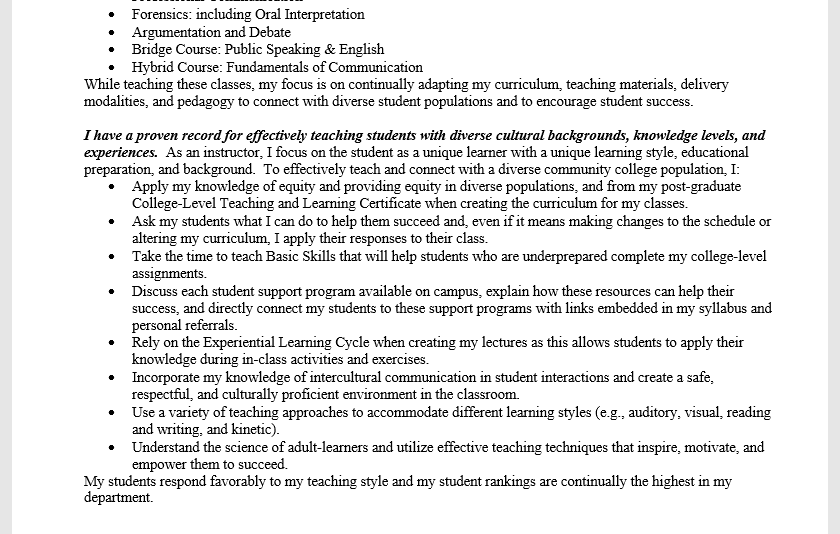 • Forensics: including Oral Interpretation
• Argumentation and Debate
• Bridge Course: Public Speaking & English
• Hybrid Course: Fundamentals of Communication
While teaching these classes, my focus is on continually adapting my curriculum, teaching materials, delivery
modalities, and pedagogy to connect with diverse student populations and to encourage student success.
I have a proven record for effectively teaching students with diverse cultural backgrounds, knowledge levels, and
experiences. As an instructor, I focus on the student as a unique learner with a unique learning style, educational
preparation, and background. To effectively teach and connect with a diverse community college population, I:
• Apply my knowledge of equity and providing equity in diverse populations, and from my post-graduate
College-Level Teaching and Learning Certificate when creating the curriculum for my classes.
• Ask my students what I can do to help them succeed and, even if it means making changes to the schedule or
altering my curriculum, I apply their responses to their class.
• Take the time to teach Basic Skills that will help students who are underprepared complete my college-level
assignments.
• Discuss each student support program available on campus, explain how these resources can help their
success, and directly connect my students to these support programs with links embedded in my syllabus and
personal referrals.
• Rely on the Experiential Learning Cycle when creating my lectures as this allows students to apply their
knowledge during in-class activities and exercises.
• Incorporate my knowledge of intercultural communication in student interactions and create a safe,
respectful, and culturally proficient environment in the classroom.
• Use a variety of teaching approaches to accommodate different learning styles (e.g., auditory, visual, reading
and writing, and kinetic).
• Understand the science of adult-learners and utilize effective teaching techniques that inspire, motivate, and
empower them to succeed.
My students respond favorably to my teaching style and my student rankings are continually the highest in my
department.